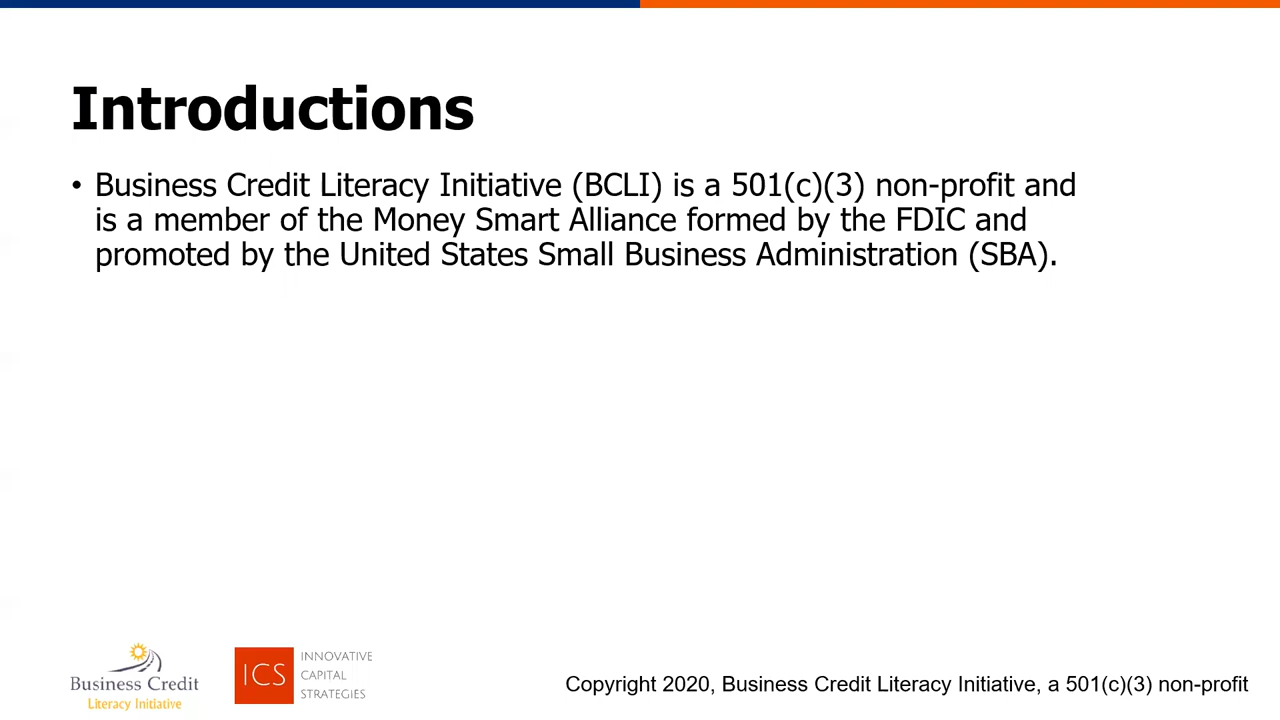 Introductions
• Business Credit Literacy Initiative (BCLI) is a 501(c)(3) non-profit and
is a member of the Money Smart Alliance formed by the FDIC and
promoted by the United States Small Business Administration (SBA).
Business Credit
Literacy Initiative
ICS
INNOVATIVE
CAPITAL
STRATEGIES
Copyright 2020, Business Credit Literacy Initiative, a 501(c)(3) non-profit